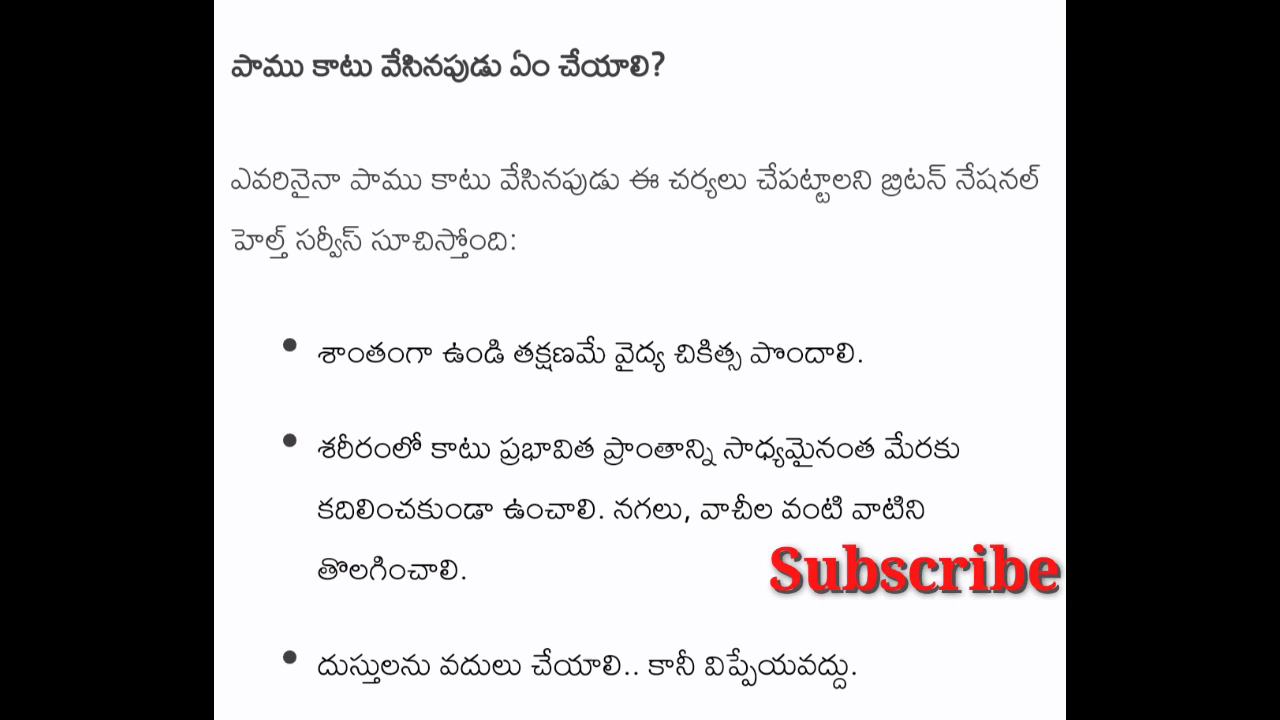 పాము కాటు వేసినపుడు ఏం చేయాలి?
ఎవరినైనా పాము కాటు వేసినపుడు ఈ చర్యలు చేపట్టాలని బ్రిటన్ నేషనల్
హెల్త్ సర్వీస్ సూచిస్తోంది:
• శాంతంగా ఉండి తక్షణమే వైద్య చికిత్స పొందాలి.
• శరీరంలో కాటు ప్రభావిత ప్రాంతాన్ని సాధ్యమైనంత మేరకు
కదిలించకుండా ఉంచాలి. నగలు, వాచీల వంటి వాటిని
తొలగించాలి.
Subscribe
• దుస్తులను వదులు చేయాలి.. కానీ విప్పేయవద్దు.